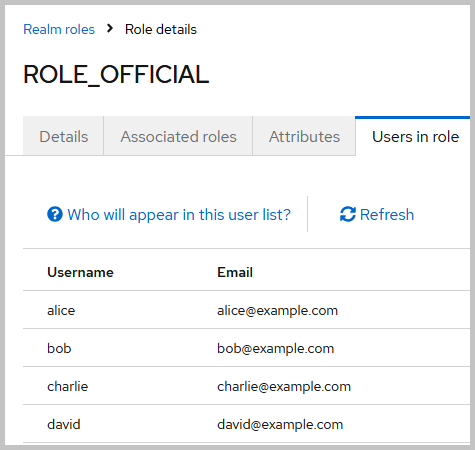 Realm roles > Role details
ROLE_OFFICIAL
Details Associated roles Attributes Users in role
Who will appear in this user list? Refresh
Username Email
alice alice@example.com
bob bob@example.com
charlie charlie@example.com
david david@example.com